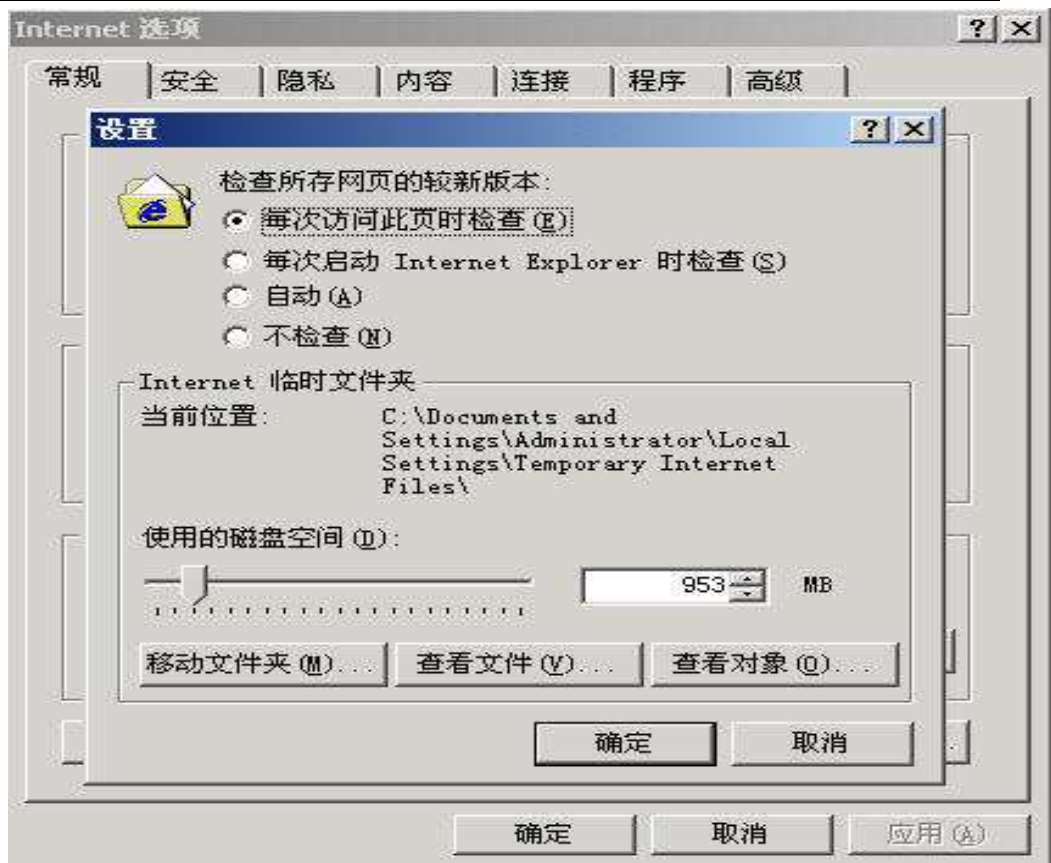 Internet 选项
常规 安全 隐私 内容 连接 程序 高级
设置
检查所存网页的较新版本:
每次访问此页时检查(E)
每次启动 Internet Explorer 时检查(S)
自动(A)
不检查(N)
Internet 临时文件夹
当前位置:
C:\Documents and
Settings\Administrator\Local
Settings\Temporary Internet
Files\
使用的磁盘空间(D):
953 MB
移动文件夹(M)... 查看文件(V)... 查看对象(O)...
确定 取消
确定 取消 应用(A)